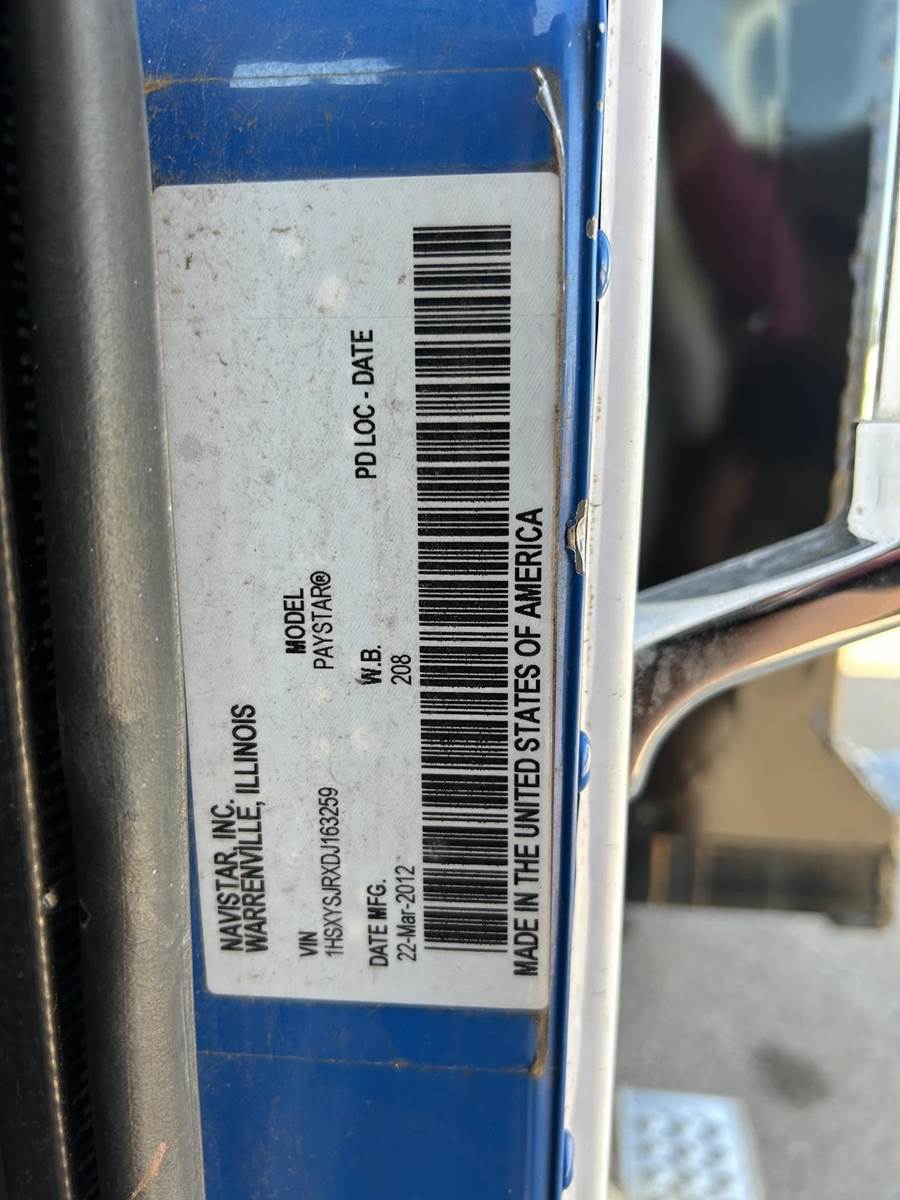 NAVISTAR, INC.
WARRENVILLE, ILLINOIS
MODEL
VIN
PAYSTAR®
1HSXYSJRXDJ163259
PD LOC - DATE
W.B.
DATE MFG.
208
22-Mar-2012
MADE IN THE UNITED STATES OF AMERICA